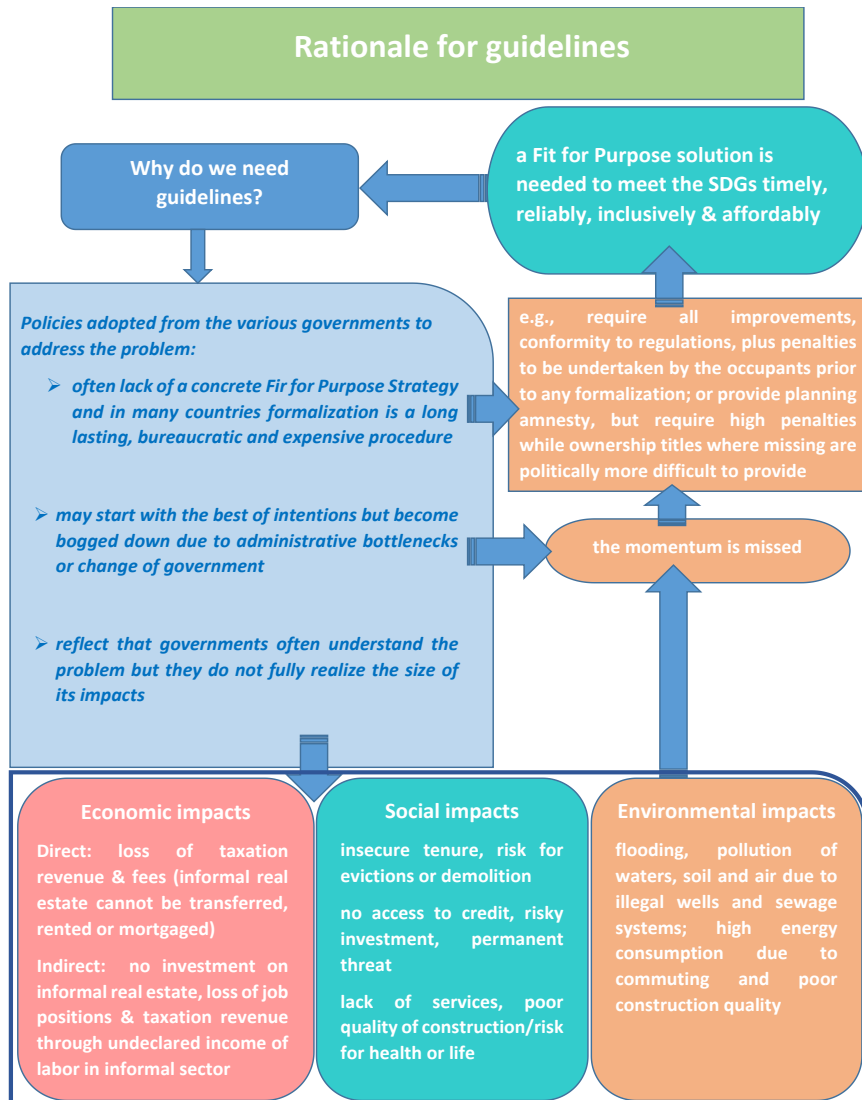 Rationale for guidelines
Why do we need
guidelines?
a Fit for Purpose solution is
needed to meet the SDGs timely,
reliably, inclusively & affordably
Policies adopted from the various governments to
address the problem:
➢ often lack of a concrete Fir for Purpose Strategy
and in many countries formalization is a long
lasting, bureaucratic and expensive procedure
➢ may start with the best of intentions but become
bogged down due to administrative bottlenecks
or change of government
➢ reflect that governments often understand the
problem but they do not fully realize the size of
its impacts
e.g., require all improvements,
conformity to regulations, plus penalties
to be undertaken by the occupants prior
to any formalization; or provide planning
amnesty, but require high penalties
while ownership titles where missing are
politically more difficult to provide
the momentum is missed
Economic impacts
Direct: loss of taxation
revenue & fees (informal real
estate cannot be transferred,
rented or mortgaged)
Indirect: no investment on
informal real estate, loss of job
positions & taxation revenue
through undeclared income of
labor in informal sector
Social impacts
insecure tenure, risk for
evictions or demolition
no access to credit, risky
investment, permanent
threat
lack of services, poor
quality of construction/risk
for health or life
Environmental impacts
flooding, pollution of
waters, soil and air due to
illegal wells and sewage
systems; high energy
consumption due to
commuting and poor
construction quality